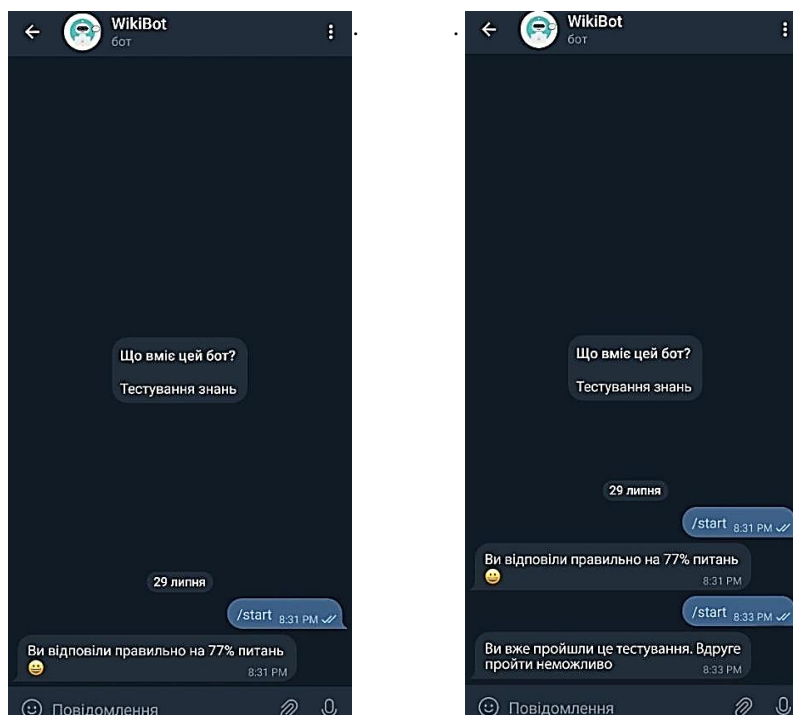 WikiBot
бот
Що вміє цей бот?
Тестування знань
29 липня
/start 8:31 PM
Ви відповіли правильно на 77% питань
8:31 PM
Повідомлення
WikiBot
бот
Що вміє цей бот?
Тестування знань
29 липня
/start 8:31 PM
Ви відповіли правильно на 77% питань
8:31 PM
/start 8:33 PM
Ви вже пройшли це тестування. Вдруге
пройти неможливо 8:33 PM
Повідомлення